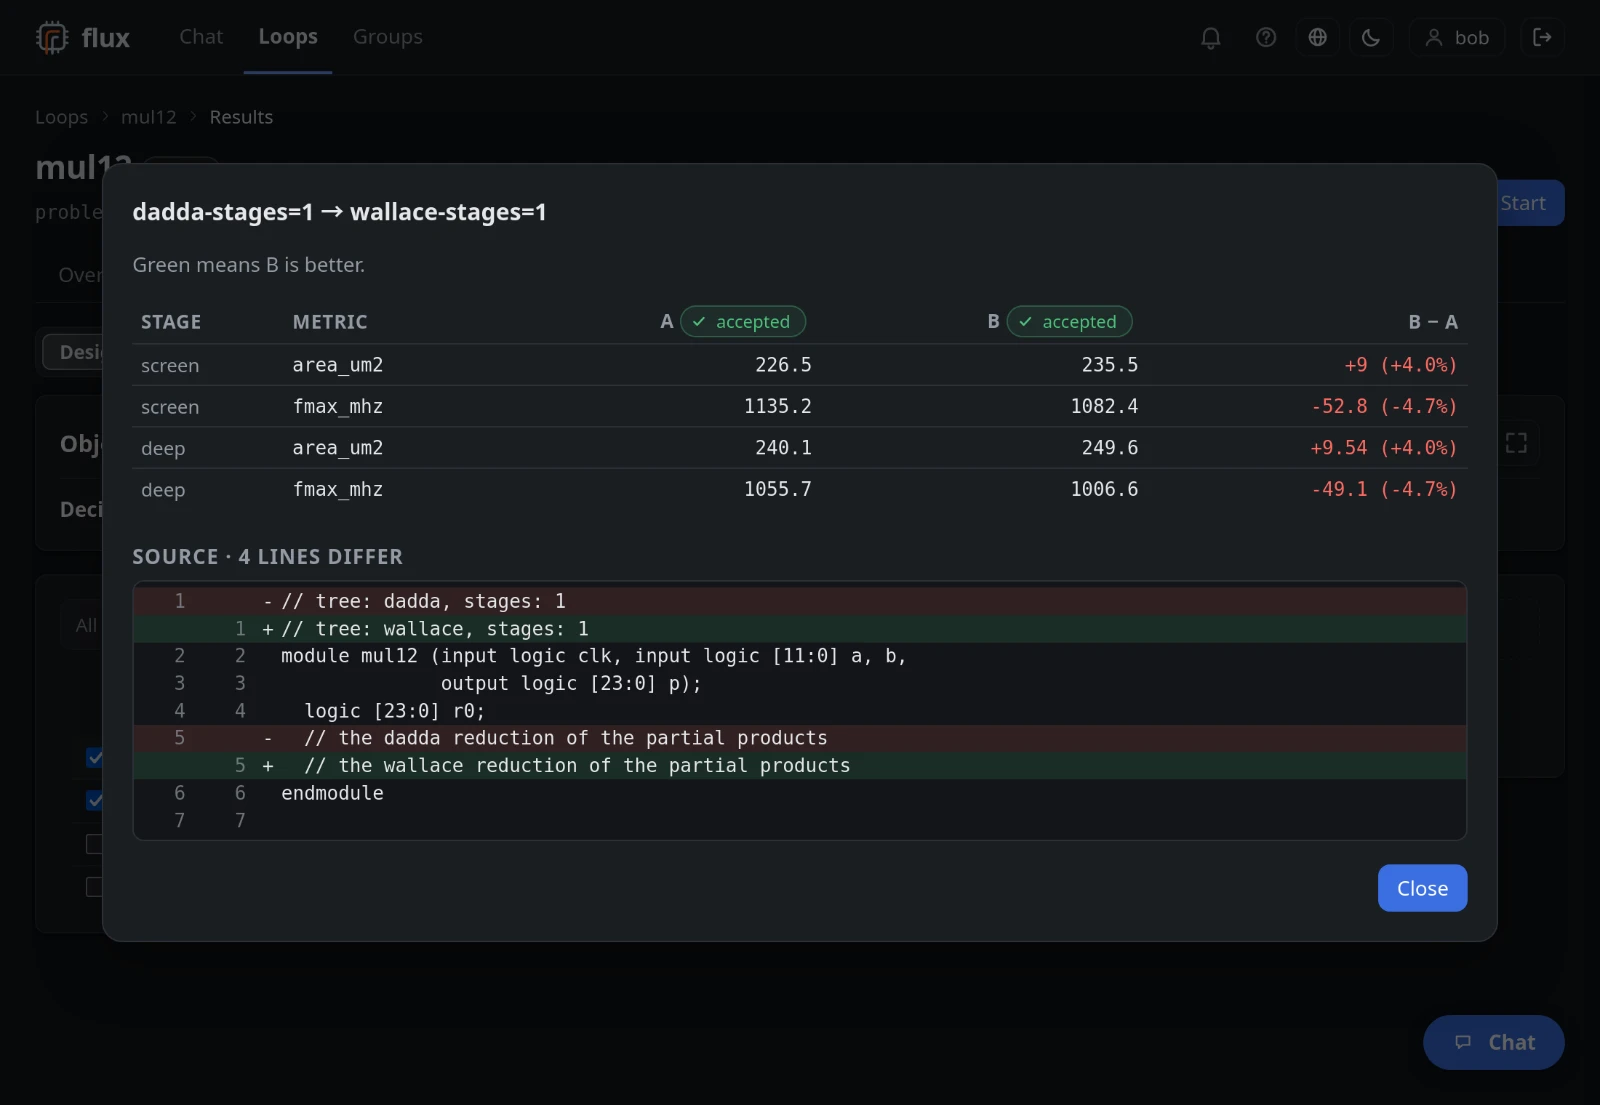 flux Chat Loops Groups bob
Loops > mul12 > Results
mul12
proble
Start
Over
Desi
Obj
Deci
All
dadda-stages=1 → wallace-stages=1
Green means B is better.
STAGE METRIC A ✓ accepted B ✓ accepted B − A
screen area_um2 226.5 235.5 +9 (+4.0%)
screen fmax_mhz 1135.2 1082.4 -52.8 (-4.7%)
deep area_um2 240.1 249.6 +9.54 (+4.0%)
deep fmax_mhz 1055.7 1006.6 -49.1 (-4.7%)
SOURCE · 4 LINES DIFFER
1 - // tree: dadda, stages: 1
1 + // tree: wallace, stages: 1
2 2 module mul12 (input logic clk, input logic [11:0] a, b,
3 3 output logic [23:0] p);
4 4 logic [23:0] r0;
5 - // the dadda reduction of the partial products
5 + // the wallace reduction of the partial products
6 6 endmodule
7 7
Close
Chat